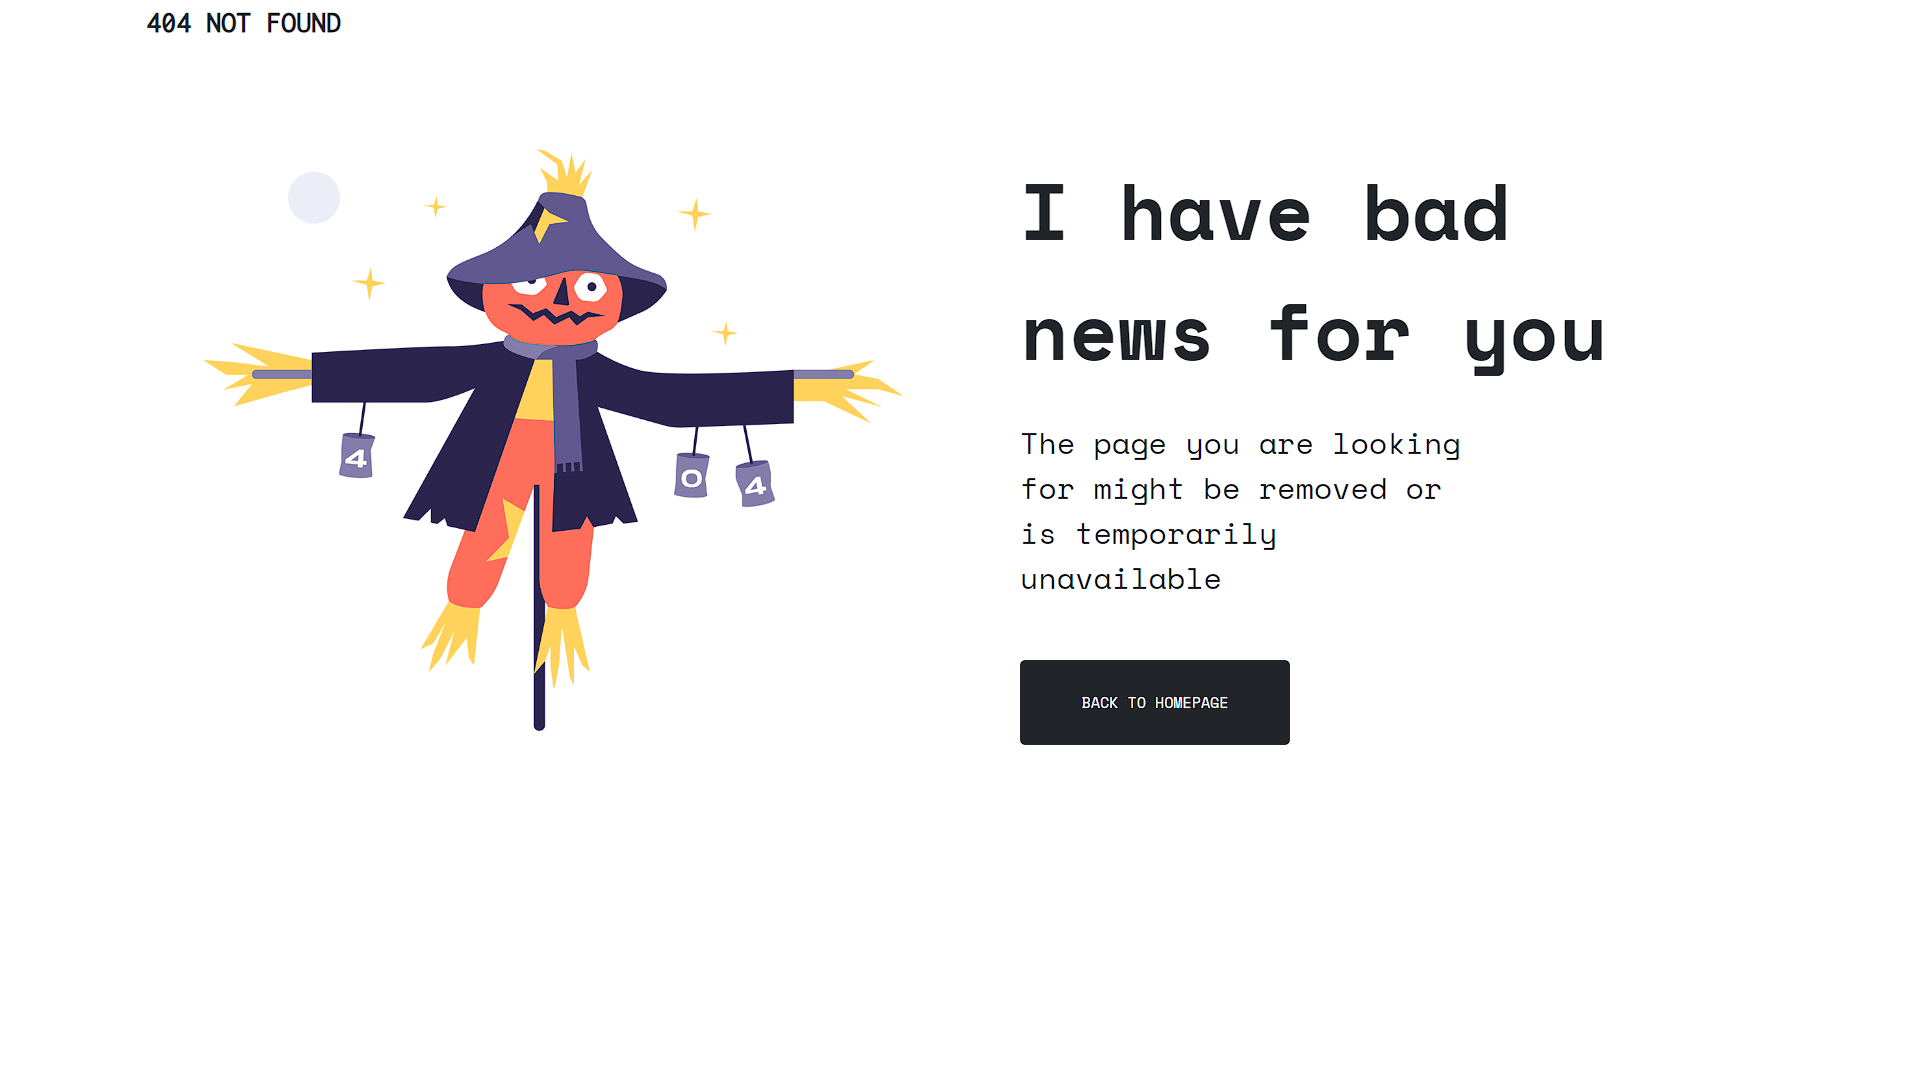 404 NOT FOUND
4
0
4
I have bad
news for you
The page you are looking
for might be removed or
is temporarily
unavailable
BACK TO HOMEPAGE